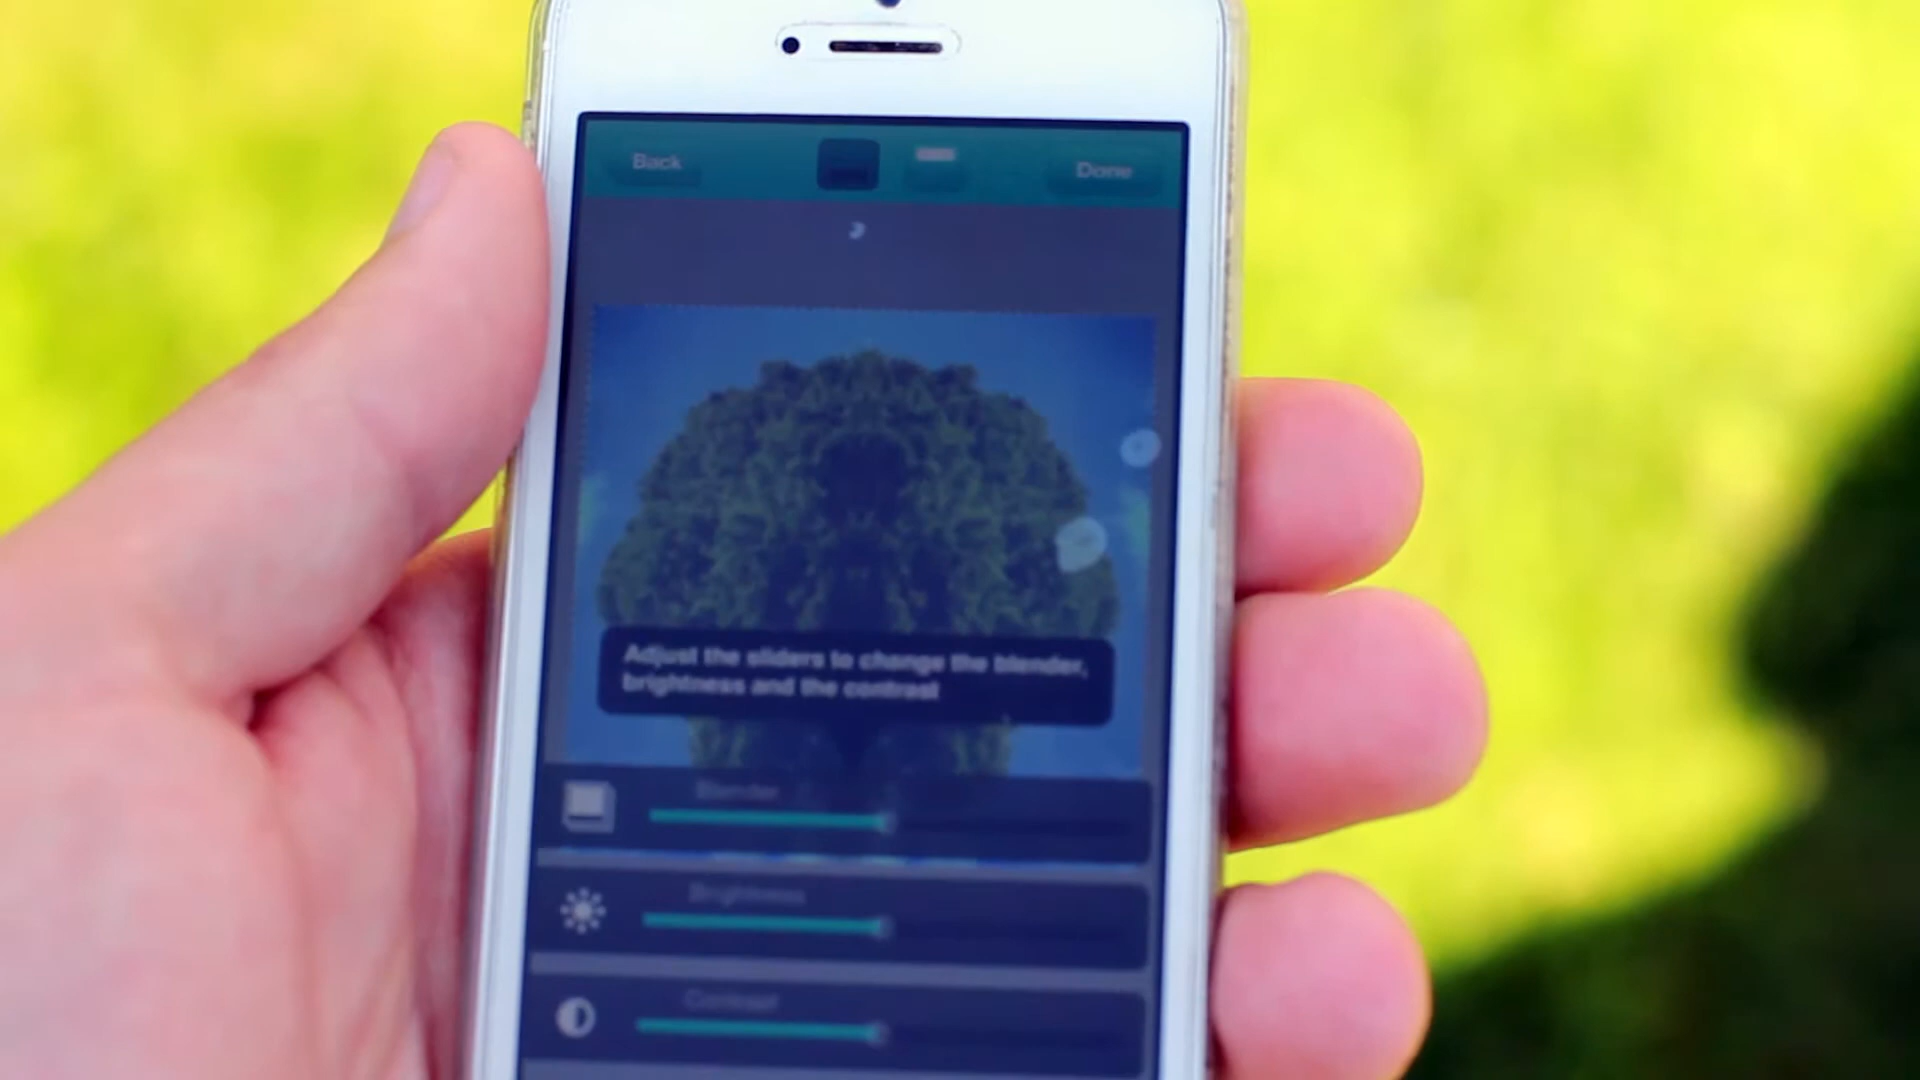 Back
Done
Adjust the sliders to change the blender,
brightness and the contrast
Blender
Brightness
Contrast